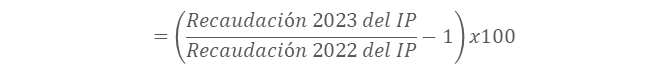 = (Recaudación 2023 del IP / Recaudación 2022 del IP − 1) x100